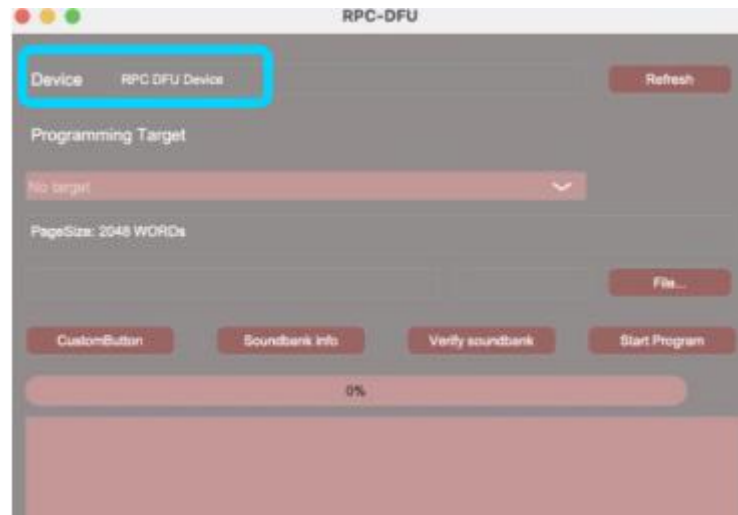 RPC-DFU
Device RPC DFU Device Refresh
Programming Target
No target
PageSize: 2048 WORDs
File...
CustomButton Soundbank info Verify soundbank Start Program
0%